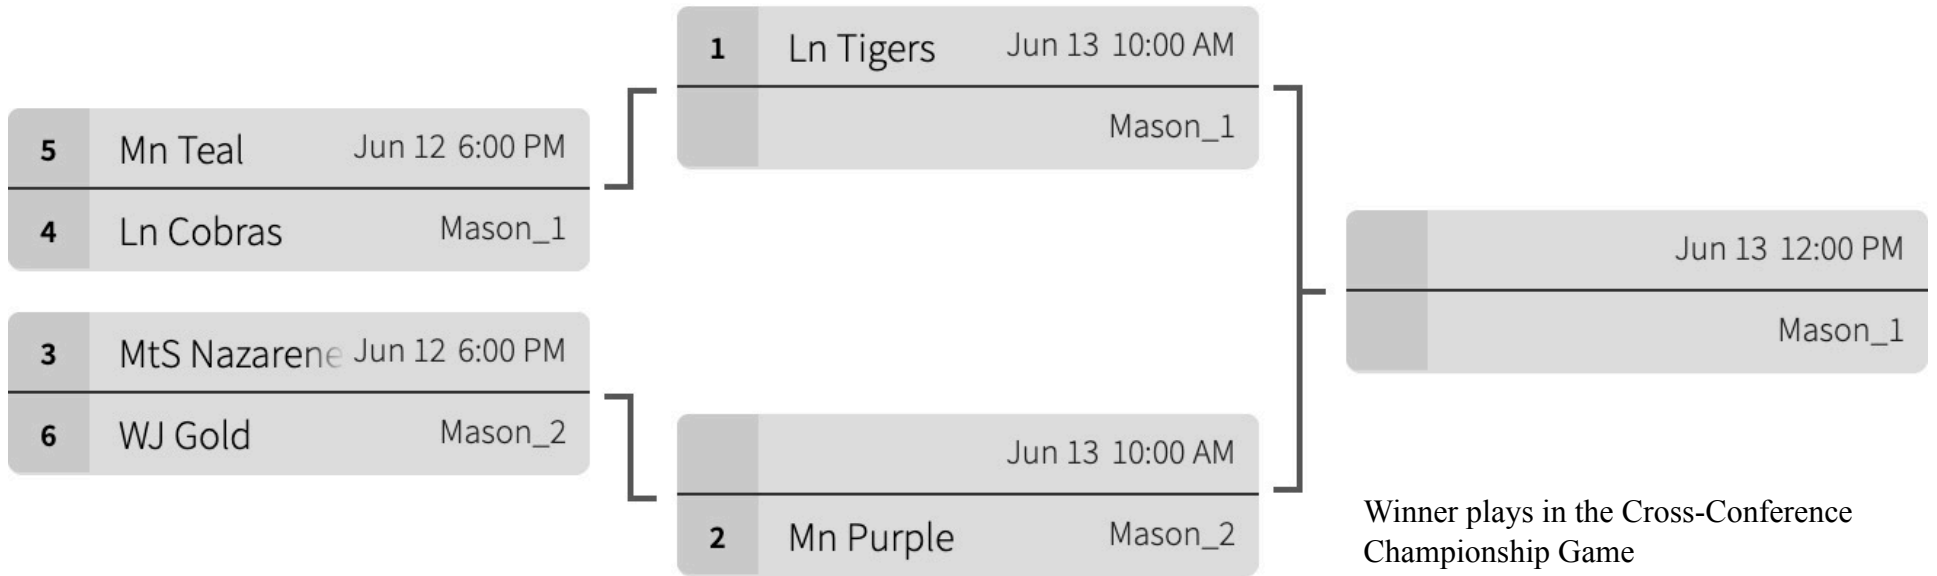 5 Mn Teal Jun 12 6:00 PM
4 Ln Cobras Mason_1
3 MtS Nazarene Jun 12 6:00 PM
6 WJ Gold Mason_2
1 Ln Tigers Jun 13 10:00 AM
Mason_1
Jun 13 10:00 AM
2 Mn Purple Mason_2
Jun 13 12:00 PM
Mason_1
Winner plays in the Cross-Conference
Championship Game